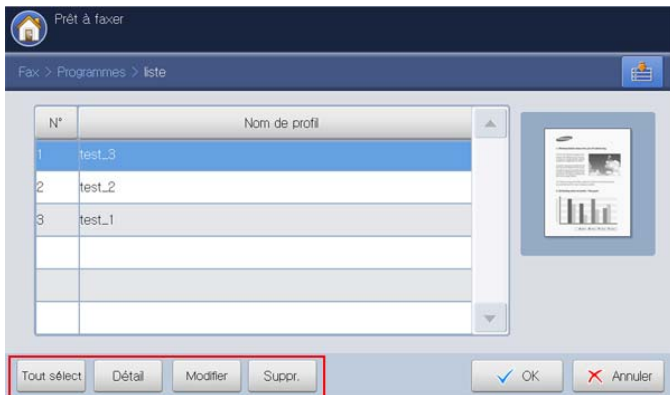 Prêt à faxer
Fax > Programmes > liste
N° Nom de profil
1 test_3
2 test_2
3 test_1
Tout sélect Détail Modifier Suppr. OK Annuler